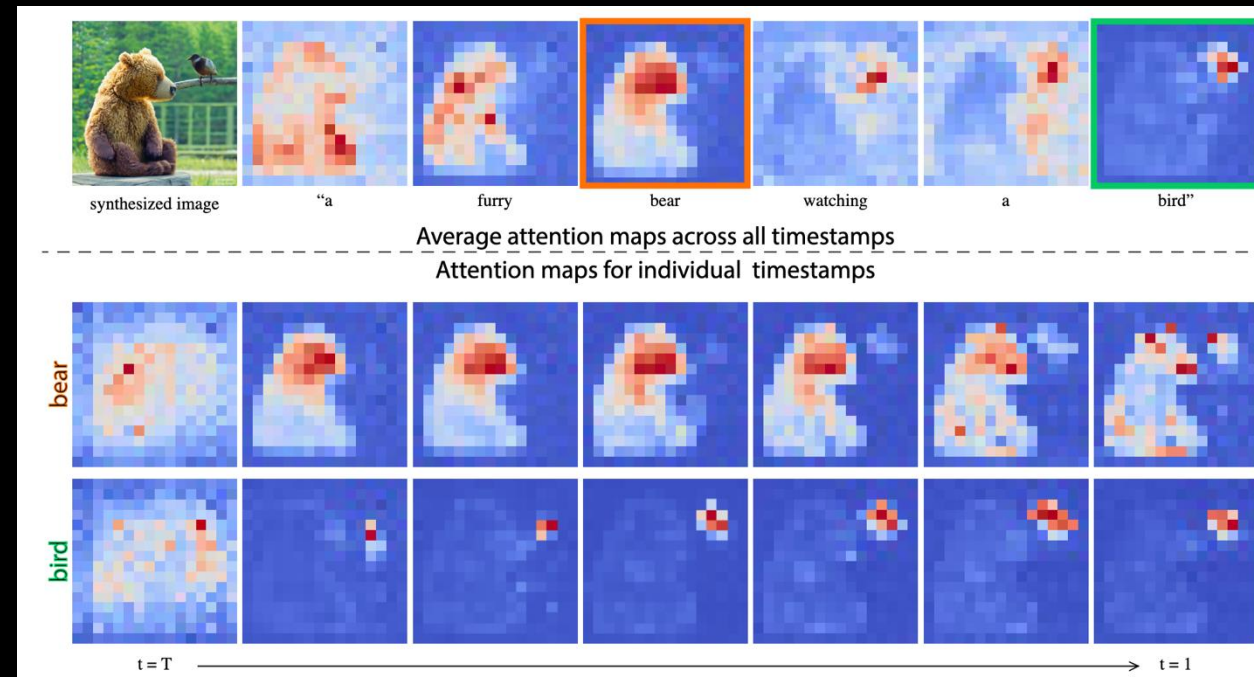 synthesized image “a furry bear watching a bird”
Average attention maps across all timestamps
Attention maps for individual timestamps
bear
bird
t = T t = 1